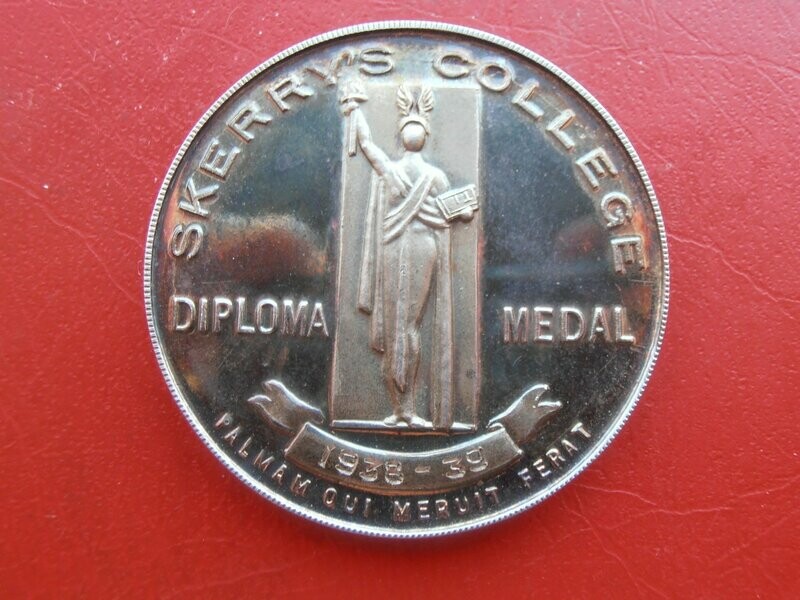 SKERRY'S COLLEGE
DIPLOMA MEDAL
1938-39
PALMAM QUI MERUIT FERAT